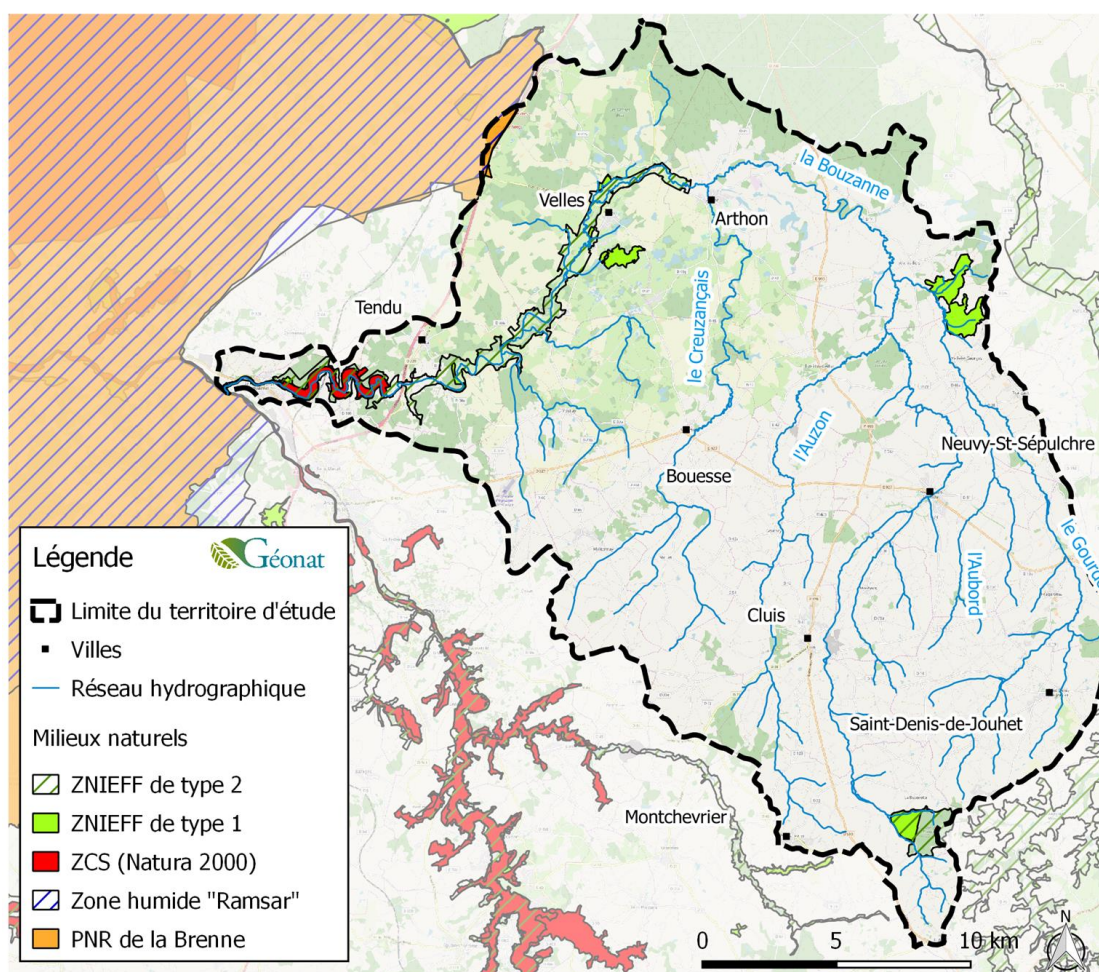 la Bouzanne
Velles
Arthon
le Creuzançais
Tendu
l'Auzon
Neuvy-St-Sépulchre
Bouesse
le Gourde
l'Aubord
Cluis
Saint-Denis-de-Jouhet
Montchevrier
Légende
Géonat
Limite du territoire d'étude
Villes
Réseau hydrographique
Milieux naturels
ZNIEFF de type 2
ZNIEFF de type 1
ZCS (Natura 2000)
Zone humide "Ramsar"
PNR de la Brenne
0 5 10 km
N